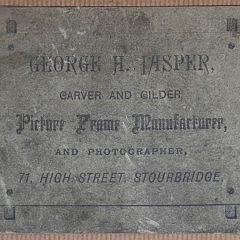 GEORGE H. JASPER,
CARVER AND GILDER,
Picture Frame Manufacturer,
AND PHOTOGRAPHER,
71, HIGH STREET, STOURBRIDGE.